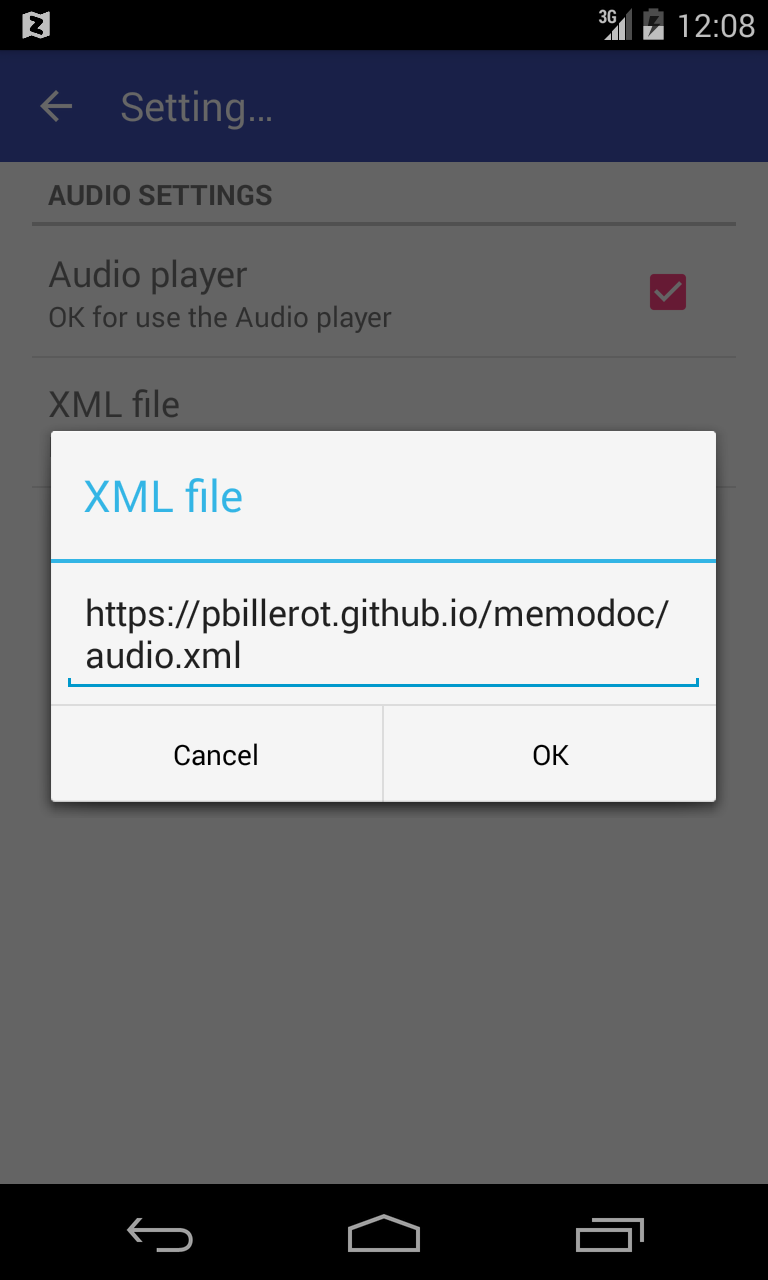 3G 12:08
Setting...
AUDIO SETTINGS
Audio player
OK for use the Audio player
XML file
XML file
https://pbillerot.github.io/memodoc/
audio.xml
Cancel OK